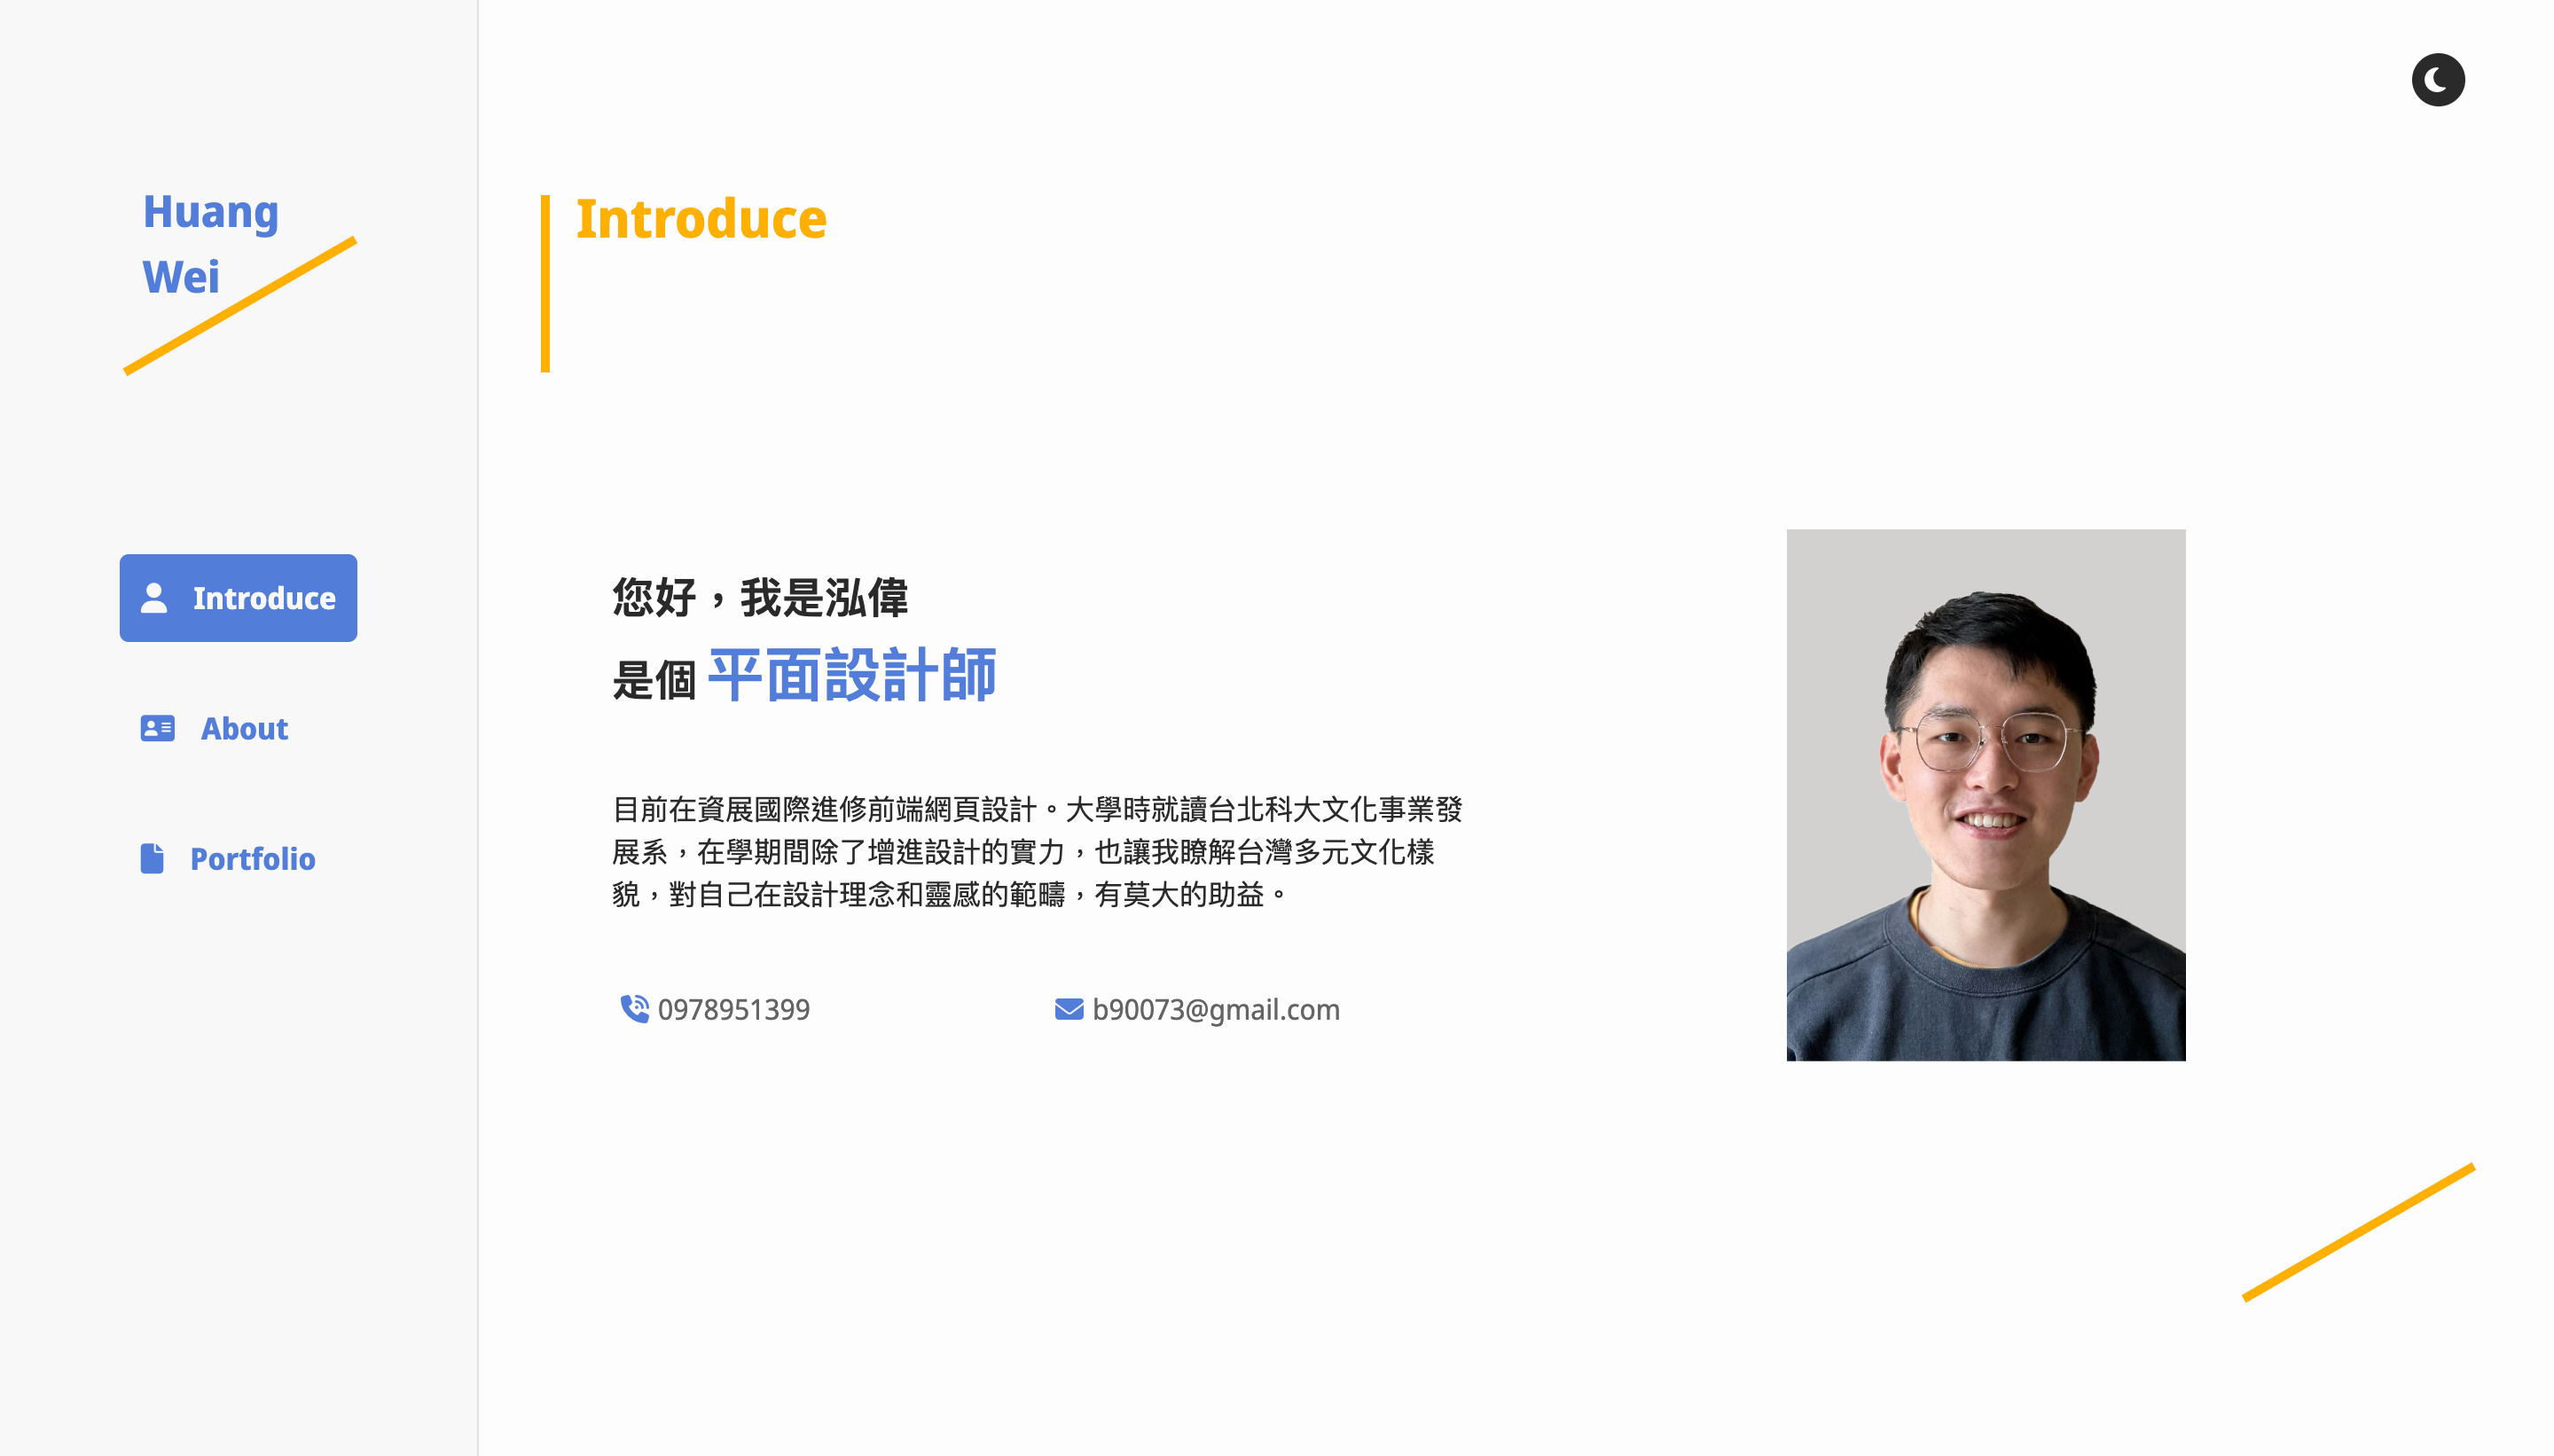 Huang
Wei
Introduce
About
Portfolio
Introduce
您好，我是泓偉
是個 平面設計師
目前在資展國際進修前端網頁設計。大學時就讀台北科大文化事業發
展系，在學期間除了增進設計的實力，也讓我瞭解台灣多元文化樣
貌，對自己在設計理念和靈感的範疇，有莫大的助益。
0978951399
b90073@gmail.com